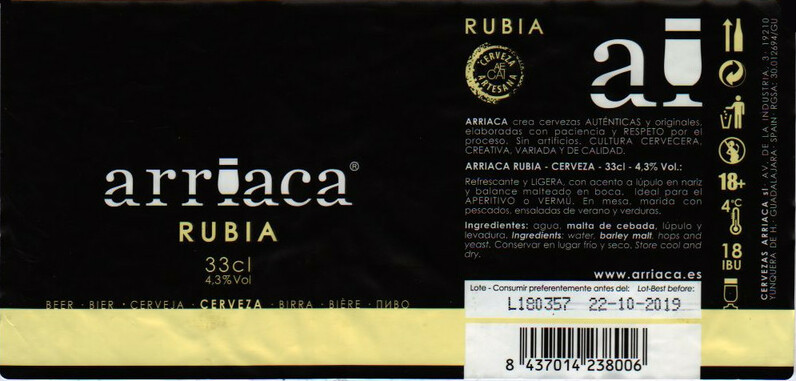 arriaca®
RUBIA
33cl
4,3% Vol
BEER · BIER · CERVEJA · CERVEZA · BIRRA · BIÈRE · ПИВО
RUBIA
CERVEZA
AE
CAI
ARTESANA
ai
ARRIACA crea cervezas AUTÉNTICAS y originales,
elaboradas con paciencia y RESPETO por el
proceso. Sin artificios. CULTURA CERVECERA,
CREATIVA, VARIADA Y DE CALIDAD.
ARRIACA RUBIA - CERVEZA - 33cl - 4,3% Vol.:
Refrescante y LIGERA, con acento a lúpulo en nariz
y balance malteado en boca. Ideal para el
APERITIVO o VERMÚ. En mesa, marida con
pescados, ensaladas de verano y verduras.
Ingredientes: agua, malta de cebada, lúpulo y
levadura. Ingredients: water, barley malt, hops and
yeast. Conservar en lugar frío y seco. Store cool and
dry.
www.arriaca.es
Lote - Consumir preferentemente antes del: Lot-Best before:
L180357 22-10-2019
8 437014 238006
18+
4°C
18
IBU
CERVEZAS ARRIACA sl · AV. DE LA INDUSTRIA, 3 · 19210
YUNQUERA DE H. · GUADALAJARA · SPAIN · RGSA: 30.012694/GU